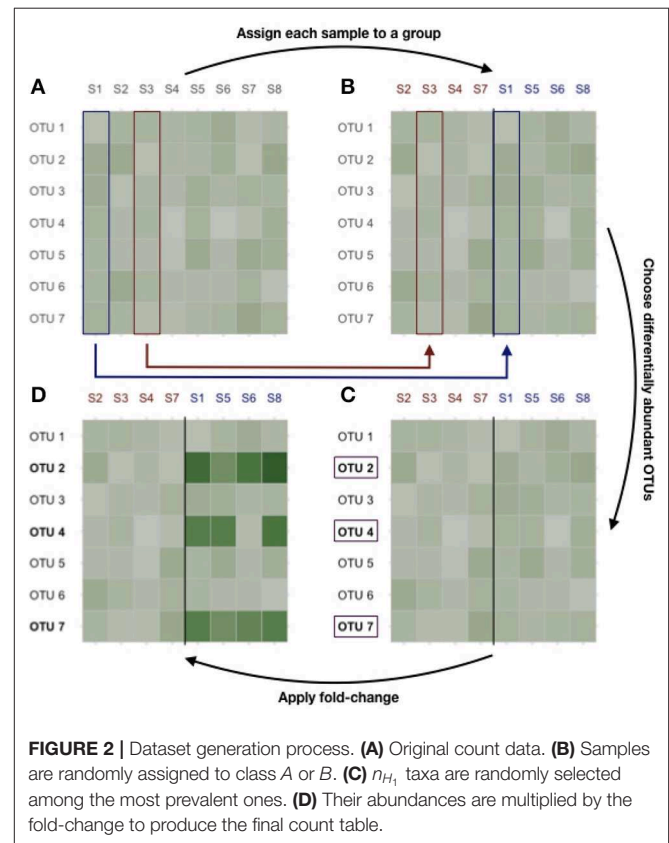 Assign each sample to a group
A
S1 S2 S3 S4 S5 S6 S7 S8
OTU 1
OTU 2
OTU 3
OTU 4
OTU 5
OTU 6
OTU 7
B
S2 S3 S4 S7 S1 S5 S6 S8
OTU 1
OTU 2
OTU 3
OTU 4
OTU 5
OTU 6
OTU 7
Choose differentially abundant OTUs
D
S2 S3 S4 S7 S1 S5 S6 S8
OTU 1
OTU 2
OTU 3
OTU 4
OTU 5
OTU 6
OTU 7
C
S2 S3 S4 S7 S1 S5 S6 S8
OTU 1
OTU 2
OTU 3
OTU 4
OTU 5
OTU 6
OTU 7
Apply fold-change
FIGURE 2 | Dataset generation process. (A) Original count data. (B) Samples
are randomly assigned to class A or B. (C) n_{H_1} taxa are randomly selected
among the most prevalent ones. (D) Their abundances are multiplied by the
fold-change to produce the final count table.